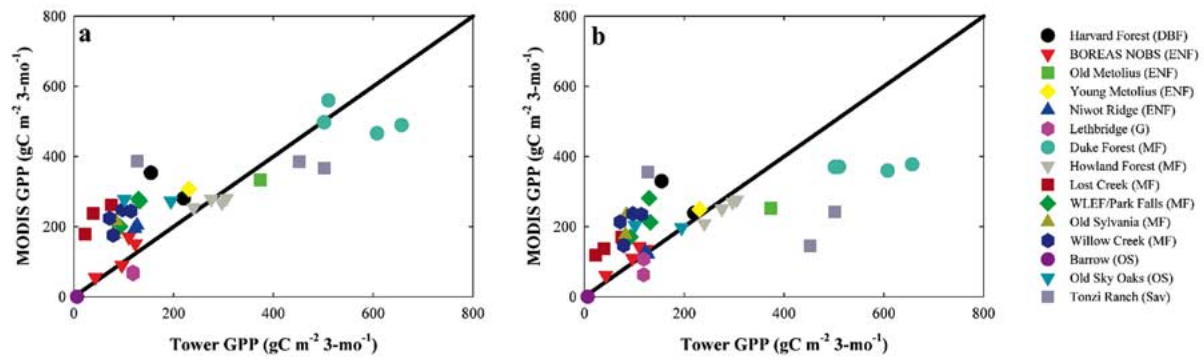 a
800
600
400
200
0
MODIS GPP (gC m⁻² 3-mo⁻¹)
0 200 400 600 800
Tower GPP (gC m⁻² 3-mo⁻¹)
b
800
600
400
200
0
MODIS GPP (gC m⁻² 3-mo⁻¹)
0 200 400 600 800
Tower GPP (gC m⁻² 3-mo⁻¹)
Harvard Forest (DBF)
BOREAS NOBS (ENF)
Old Metolius (ENF)
Young Metolius (ENF)
Niwot Ridge (ENF)
Lethbridge (G)
Duke Forest (MF)
Howland Forest (MF)
Lost Creek (MF)
WLEF/Park Falls (MF)
Old Sylvania (MF)
Willow Creek (MF)
Barrow (OS)
Old Sky Oaks (OS)
Tonzi Ranch (Sav)